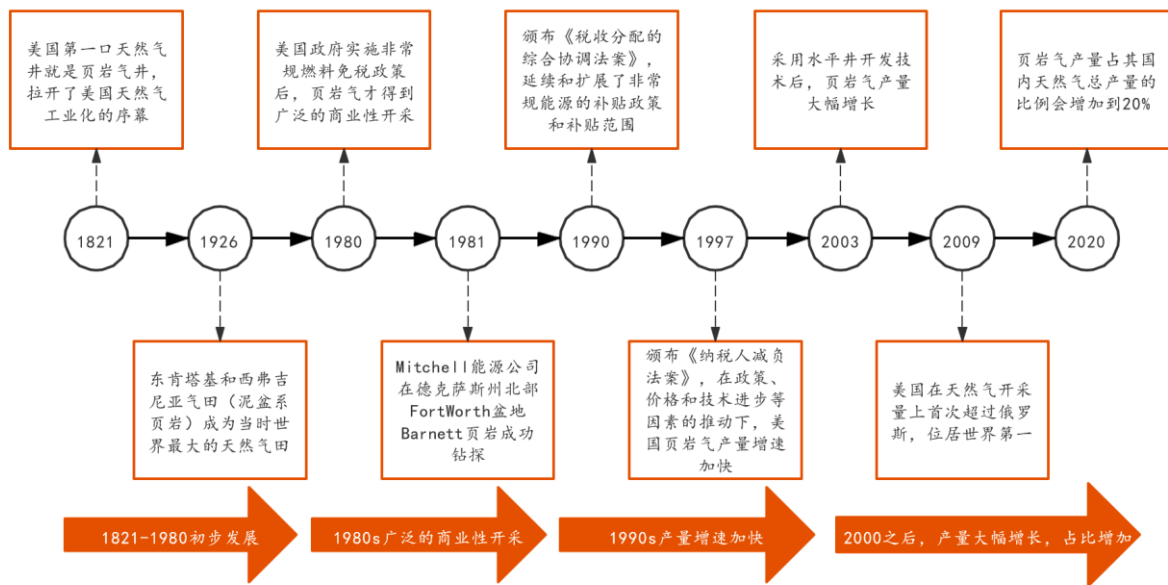 美国第一口天然气
井就是页岩气井，
拉开了美国天然气
工业化的序幕
美国政府实施非常
规燃料免税政策
后，页岩气才得到
广泛的商业性开采
颁布《税收分配的
综合协调法案》，
延续和扩展了非常
规能源的补贴政策
和补贴范围
采用水平井开发技
术后，页岩气产量
大幅增长
页岩气产量占其国
内天然气总产量的
比例会增加到20%
1821
1926
1980
1981
1990
1997
2003
2009
2020
东肯塔基和西弗吉
尼亚气田（泥盆系
页岩）成为当时世
界最大的天然气田
Mitchell能源公司
在德克萨斯州北部
FortWorth盆地
Barnett页岩成功
钻探
颁布《纳税人减负
法案》，在政策、
价格和技术进步等
因素的推动下，美
国页岩气产量增速
加快
美国在天然气开采
量上首次超过俄罗
斯，位居世界第一
1821-1980初步发展
1980s广泛的商业性开采
1990s产量增速加快
2000之后，产量大幅增长，占比增加